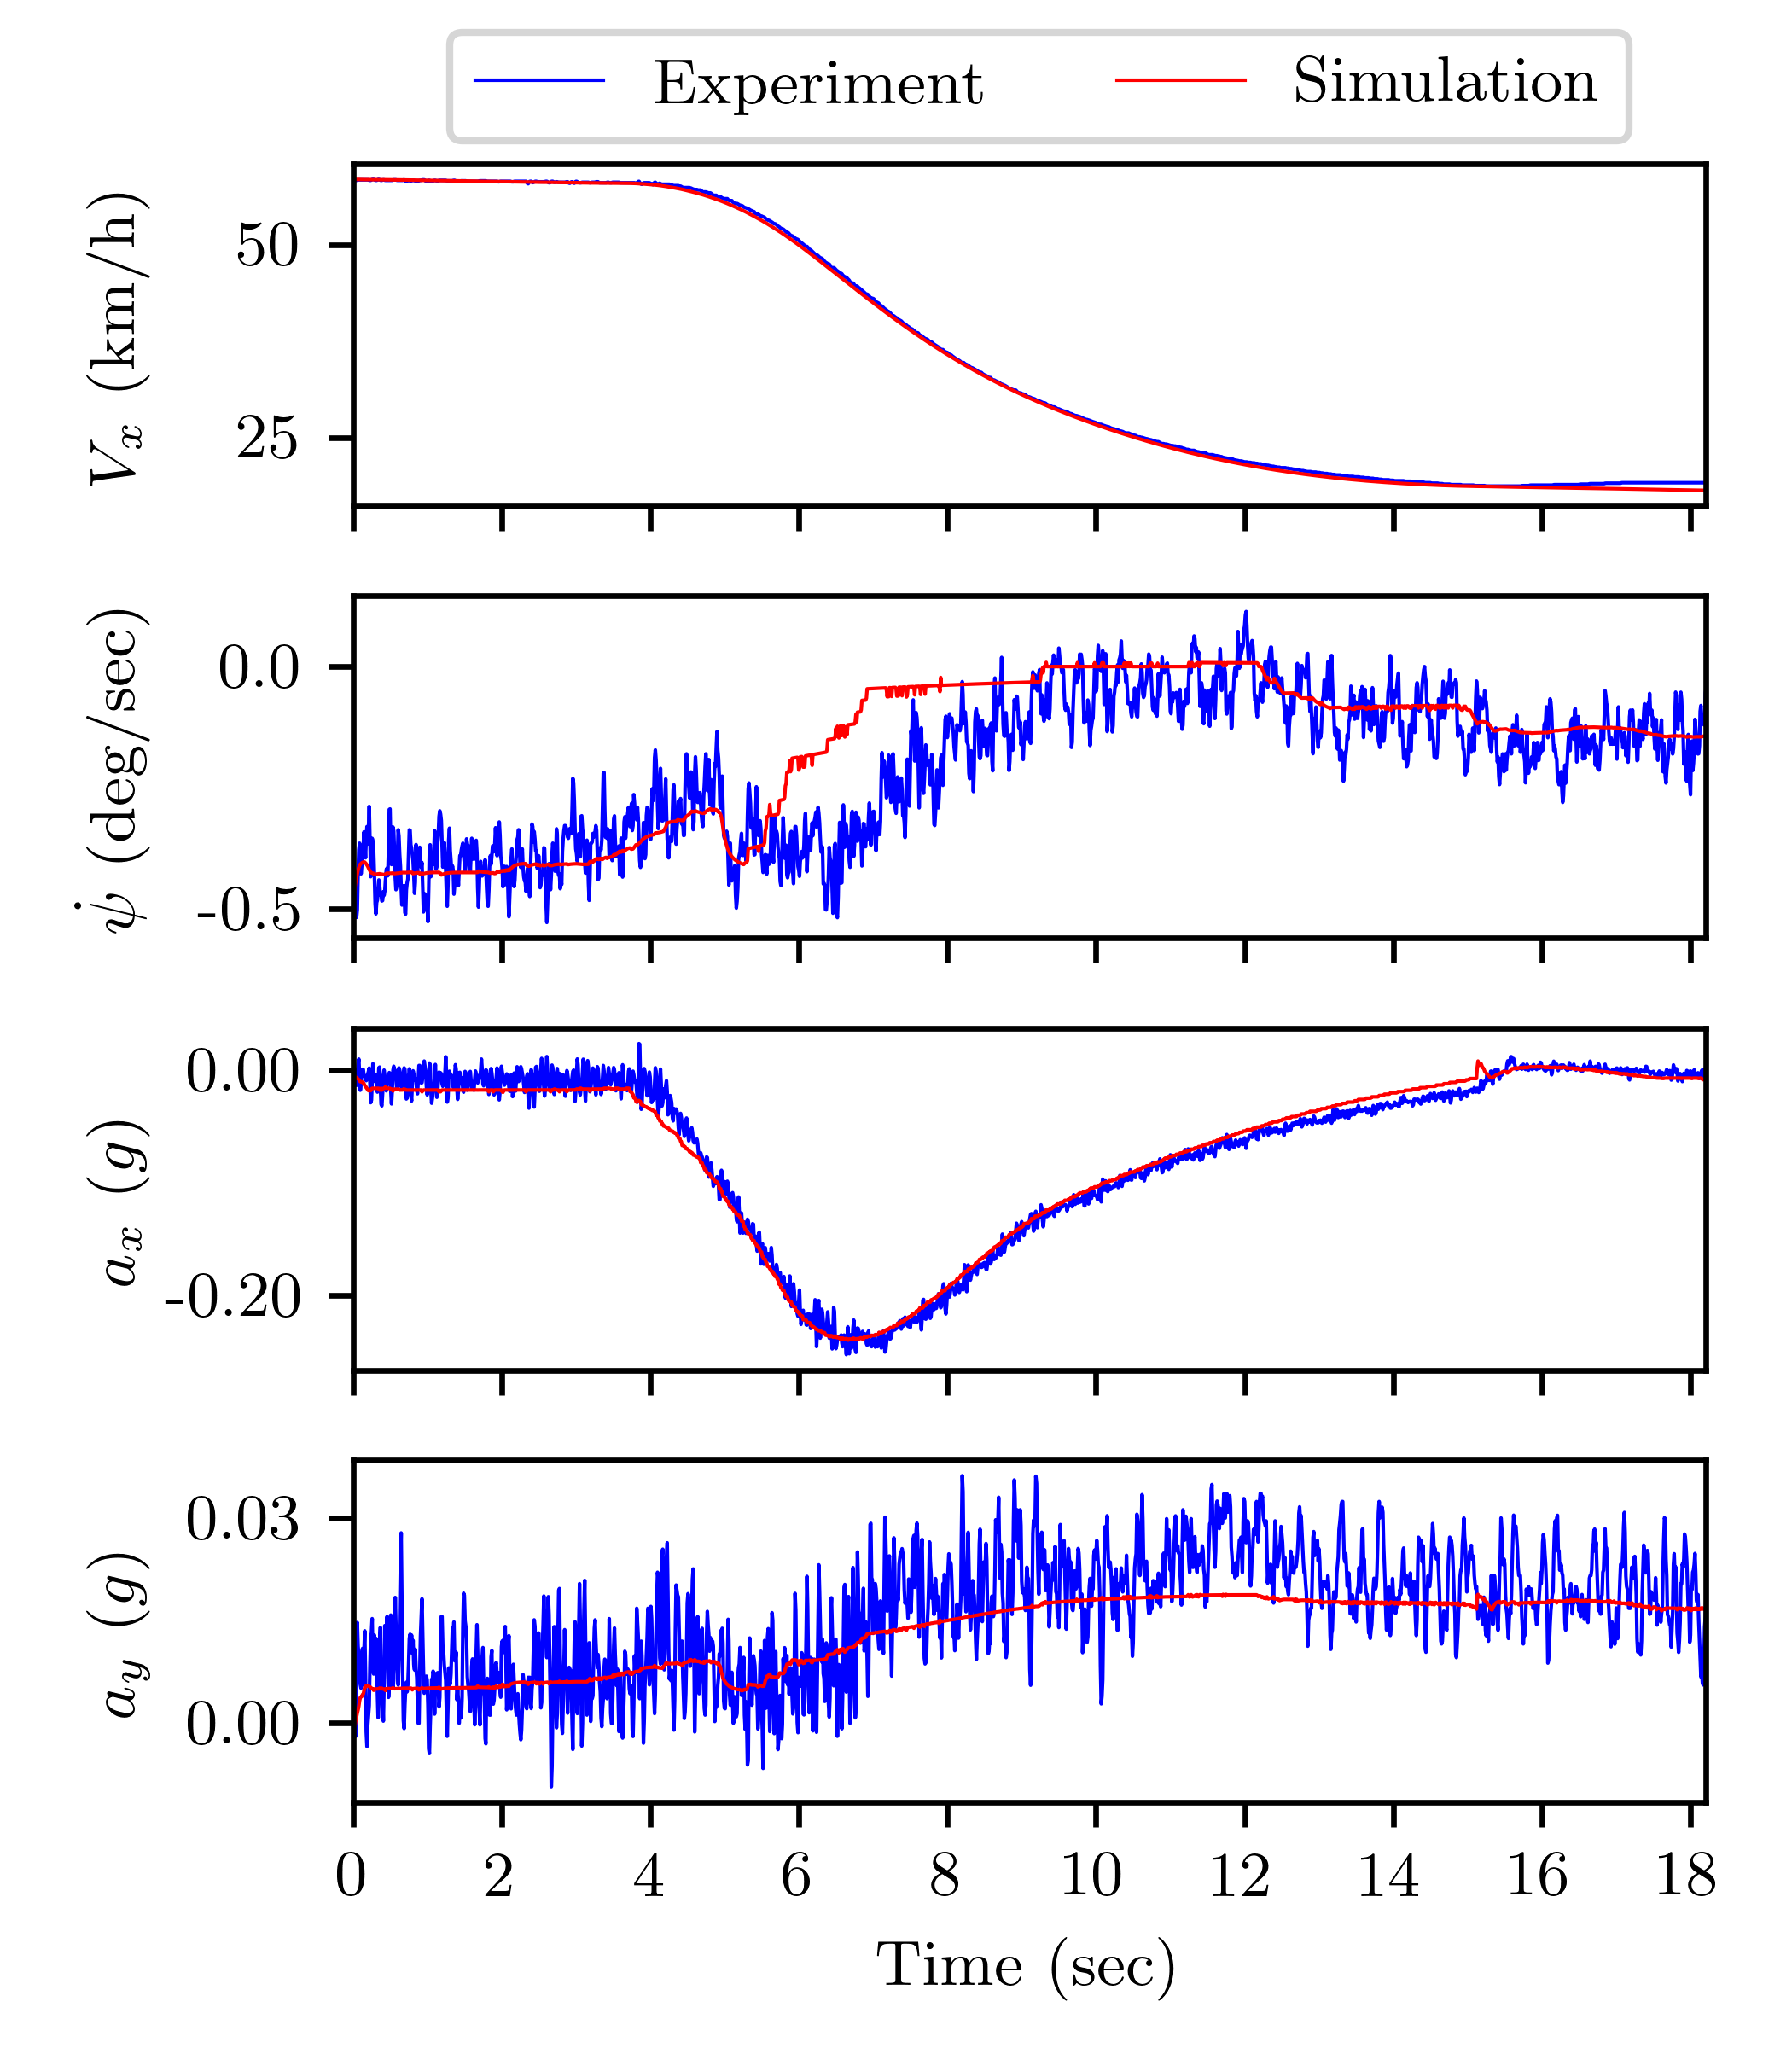 Experiment Simulation
V_x (km/h)
50
25
ψ̇ (deg/sec)
0.0
-0.5
a_x (g)
0.00
-0.20
a_y (g)
0.03
0.00
0 2 4 6 8 10 12 14 16 18
Time (sec)